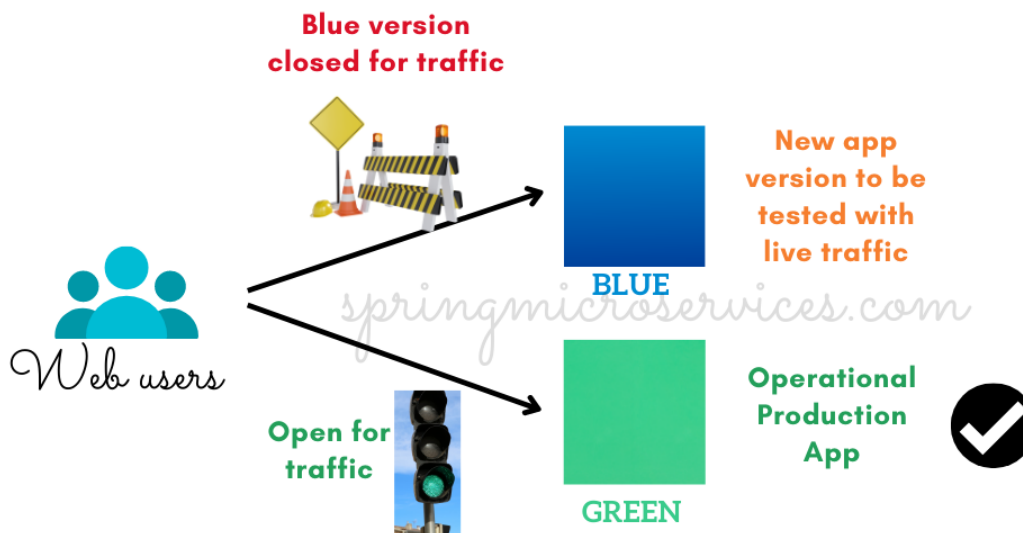 Blue version
closed for traffic
New app
version to be
tested with
live traffic
BLUE
springmicroservices.com
Web users
Open for
traffic
Operational
Production
App
GREEN